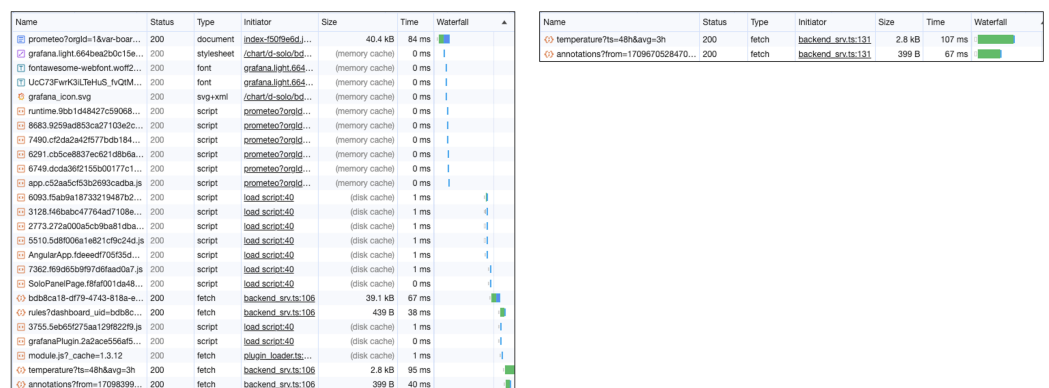 Name Status Type Initiator Size Time Waterfall
prometeo?orgId=1&var-boar... 200 document index-f50f9e6d.j... 40.4 kB 84 ms
grafana.light.664bea2b0c15e... 200 stylesheet /chart/d-solo/bd... (memory cache) 0 ms
fontawesome-webfont.woff2... 200 font grafana.light.664... (memory cache) 0 ms
UcC73FwrK3iLTeHuS_fvQtM... 200 font grafana.light.664... (memory cache) 0 ms
grafana_icon.svg 200 svg+xml /chart/d-solo/bd... (memory cache) 0 ms
runtime.9bb1d48427c59068... 200 script prometeo?orgId... (memory cache) 0 ms
8683.9259ad853ca27103e2c... 200 script prometeo?orgId... (memory cache) 0 ms
7490.cf2da2a42f577bdb184... 200 script prometeo?orgId... (memory cache) 0 ms
6291.cb5ce8837ec621d8b6a... 200 script prometeo?orgId... (memory cache) 0 ms
6749.dcda36f2155b00177c1... 200 script prometeo?orgId... (memory cache) 0 ms
app.c52aa5cf53b2693cadba.js 200 script prometeo?orgId... (memory cache) 0 ms
6093.f5ab9a18733219487b2... 200 script load script:40 (disk cache) 1 ms
3128.f46babc47764ad7108e... 200 script load script:40 (disk cache) 1 ms
2773.272a000a5cb9ba81dba... 200 script load script:40 (disk cache) 1 ms
5510.5d8f006a1e821cf9c24d.js 200 script load script:40 (disk cache) 1 ms
AngularApp.fdeeedf705f35d... 200 script load script:40 (disk cache) 1 ms
7362.f69d65b9f97d6faad0a7.js 200 script load script:40 (disk cache) 1 ms
SoloPanelPage.f8faf001da48... 200 script load script:40 (disk cache) 0 ms
bdb8ca18-df79-4743-818a-e... 200 fetch backend_srv.ts:106 39.1 kB 67 ms
rules?dashboard_uid=bdb8c... 200 fetch backend_srv.ts:106 439 B 38 ms
3755.5eb65f275aa129f822f9.js 200 script load script:40 (disk cache) 0 ms
grafanaPlugin.2a2ace556af5... 200 script load script:40 (disk cache) 0 ms
module.js?_cache=1.3.12 200 fetch plugin_loader.ts:... (disk cache) 1 ms
temperature?ts=48h&avg=3h 200 fetch backend_srv.ts:106 2.8 kB 95 ms
annotations?from=17098399... 200 fetch backend_srv.ts:106 399 B 40 ms
Name Status Type Initiator Size Time Waterfall
temperature?ts=48h&avg=3h 200 fetch backend_srv.ts:131 2.8 kB 107 ms
annotations?from=1709670528470... 200 fetch backend_srv.ts:131 399 B 67 ms